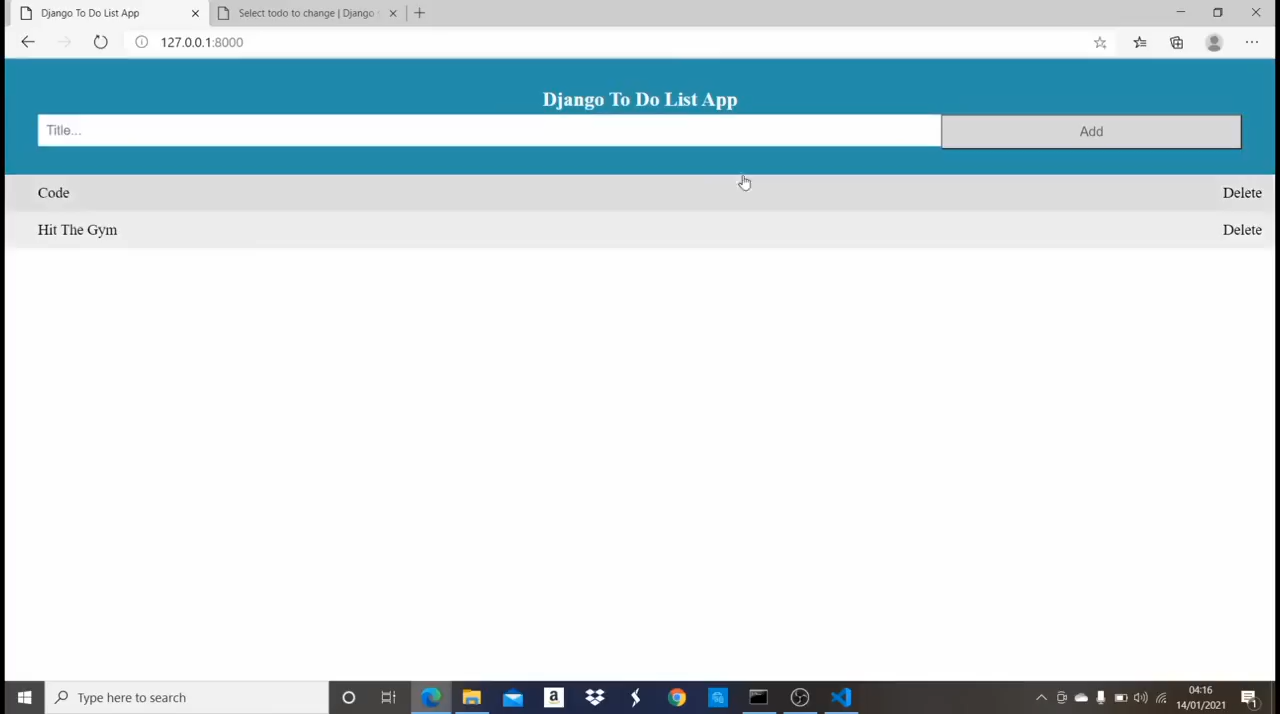 Django To Do List App
Select todo to change | Django
127.0.0.1:8000
Django To Do List App
Title...
Add
Code
Delete
Hit The Gym
Delete
Type here to search
04:16
14/01/2021
1